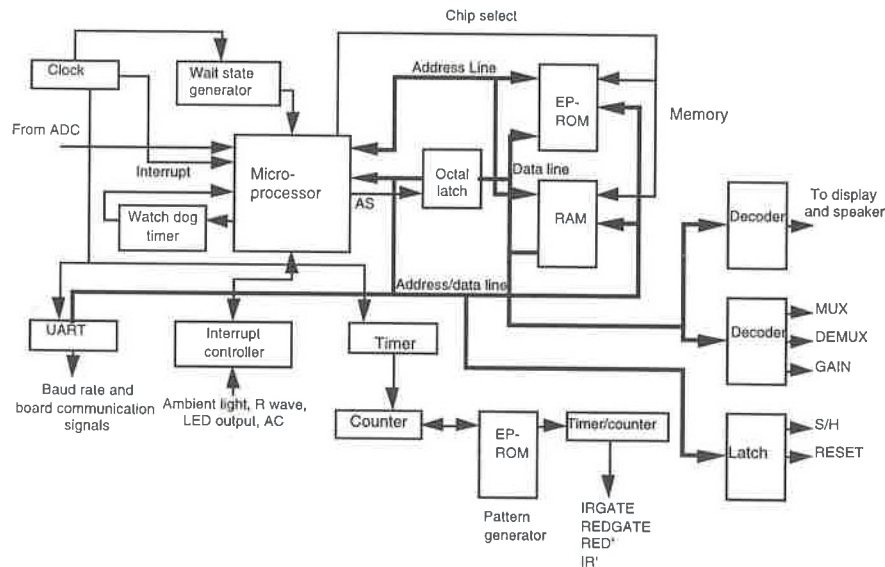 Chip select
Clock
Wait state
generator
Address Line
EP-
ROM
Memory
From ADC
Interrupt
Micro-
processor
Octal
latch
Data line
AS
Watch dog
timer
RAM
Decoder
To display
and speaker
Address/data line
UART
Interrupt
controller
Timer
Decoder
MUX
DEMUX
GAIN
Baud rate and
board communication
signals
Ambient light, R wave,
LED output, AC
Counter
EP-
ROM
Timer/counter
Latch
S/H
RESET
Pattern
generator
IRGATE
REDGATE
RED'
IR'